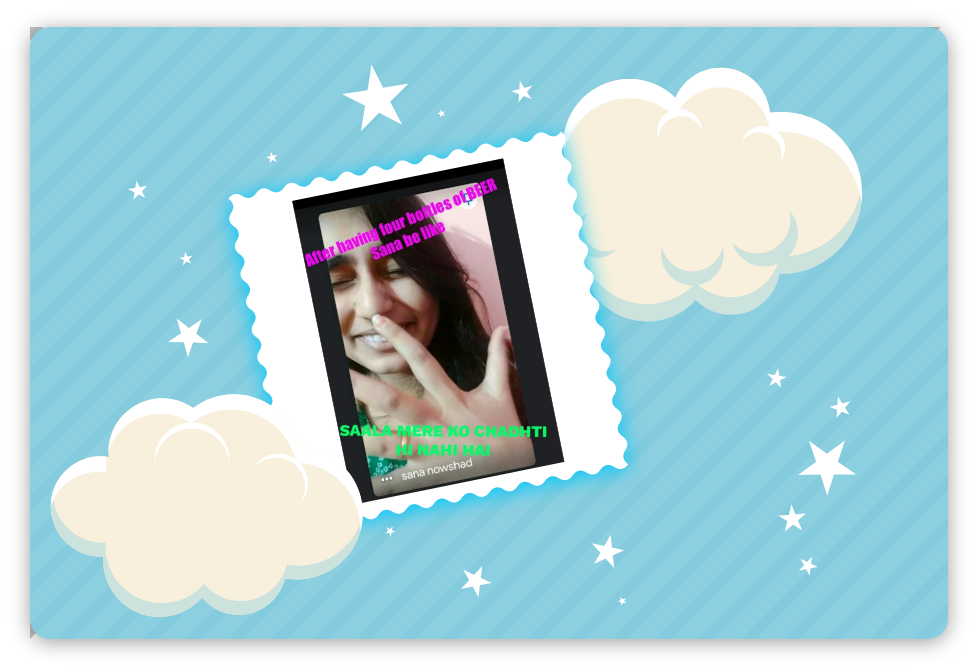 After having four bottles of BEER
Sana be like
SAALA MERE KO CHADHTI
HI NAHI HAI
... sana nowshad